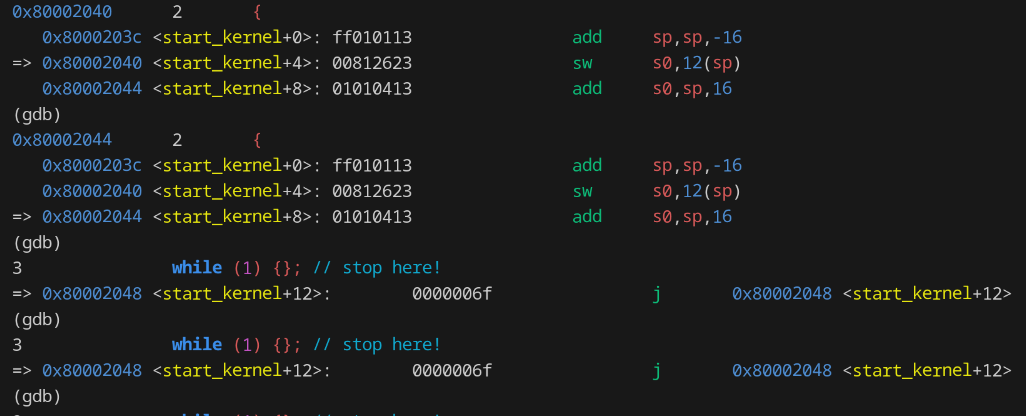 0x80002040      2       {
   0x8000203c <start_kernel+0>: ff010113                add     sp,sp,-16
=> 0x80002040 <start_kernel+4>: 00812623                sw      s0,12(sp)
   0x80002044 <start_kernel+8>: 01010413                add     s0,sp,16
(gdb)
0x80002044      2       {
   0x8000203c <start_kernel+0>: ff010113                add     sp,sp,-16
   0x80002040 <start_kernel+4>: 00812623                sw      s0,12(sp)
=> 0x80002044 <start_kernel+8>: 01010413                add     s0,sp,16
(gdb)
3               while (1) {}; // stop here!
=> 0x80002048 <start_kernel+12>:        0000006f                j       0x80002048 <start_kernel+12>
(gdb)
3               while (1) {}; // stop here!
=> 0x80002048 <start_kernel+12>:        0000006f                j       0x80002048 <start_kernel+12>
(gdb)